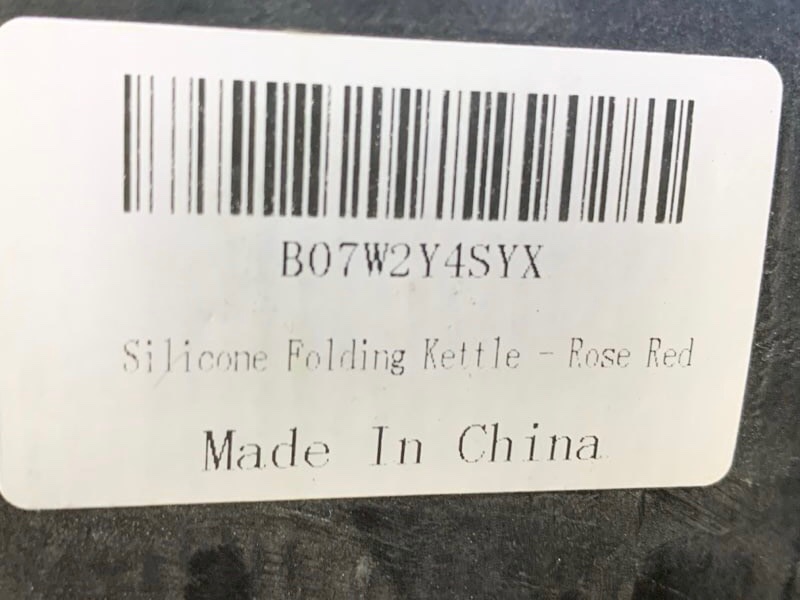 B07W2Y4SYX
Silicone Folding Kettle - Rose Red
Made In China